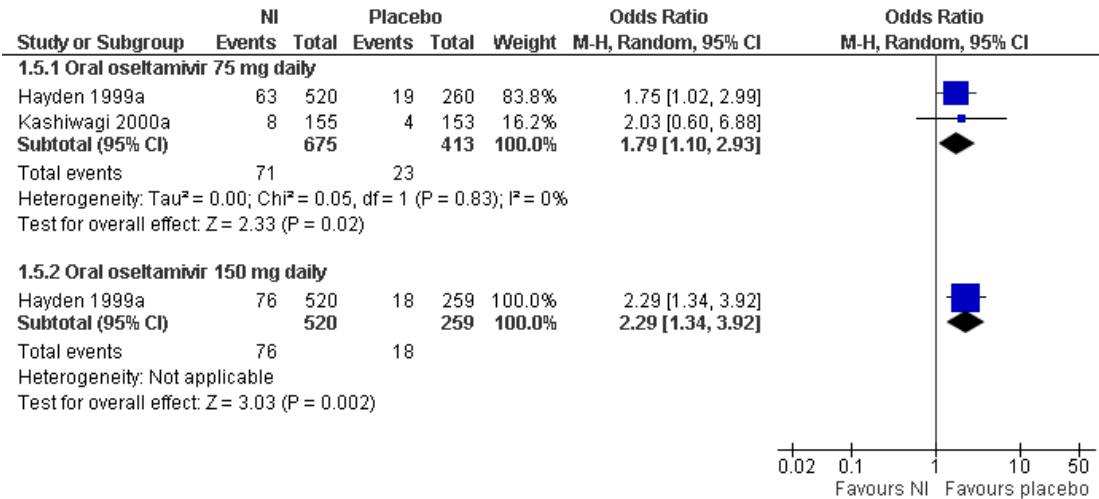 NI Placebo Odds Ratio Odds Ratio
Study or Subgroup Events Total Events Total Weight M-H, Random, 95% CI M-H, Random, 95% CI
1.5.1 Oral oseltamivir 75 mg daily
Hayden 1999a 63 520 19 260 83.8% 1.75 [1.02, 2.99]
Kashiwagi 2000a 8 155 4 153 16.2% 2.03 [0.60, 6.88]
Subtotal (95% CI) 675 413 100.0% 1.79 [1.10, 2.93]
Total events 71 23
Heterogeneity: Tau² = 0.00; Chi² = 0.05, df = 1 (P = 0.83); I² = 0%
Test for overall effect: Z = 2.33 (P = 0.02)
1.5.2 Oral oseltamivir 150 mg daily
Hayden 1999a 76 520 18 259 100.0% 2.29 [1.34, 3.92]
Subtotal (95% CI) 520 259 100.0% 2.29 [1.34, 3.92]
Total events 76 18
Heterogeneity: Not applicable
Test for overall effect: Z = 3.03 (P = 0.002)
0.02 0.1 1 10 50
Favours NI Favours placebo